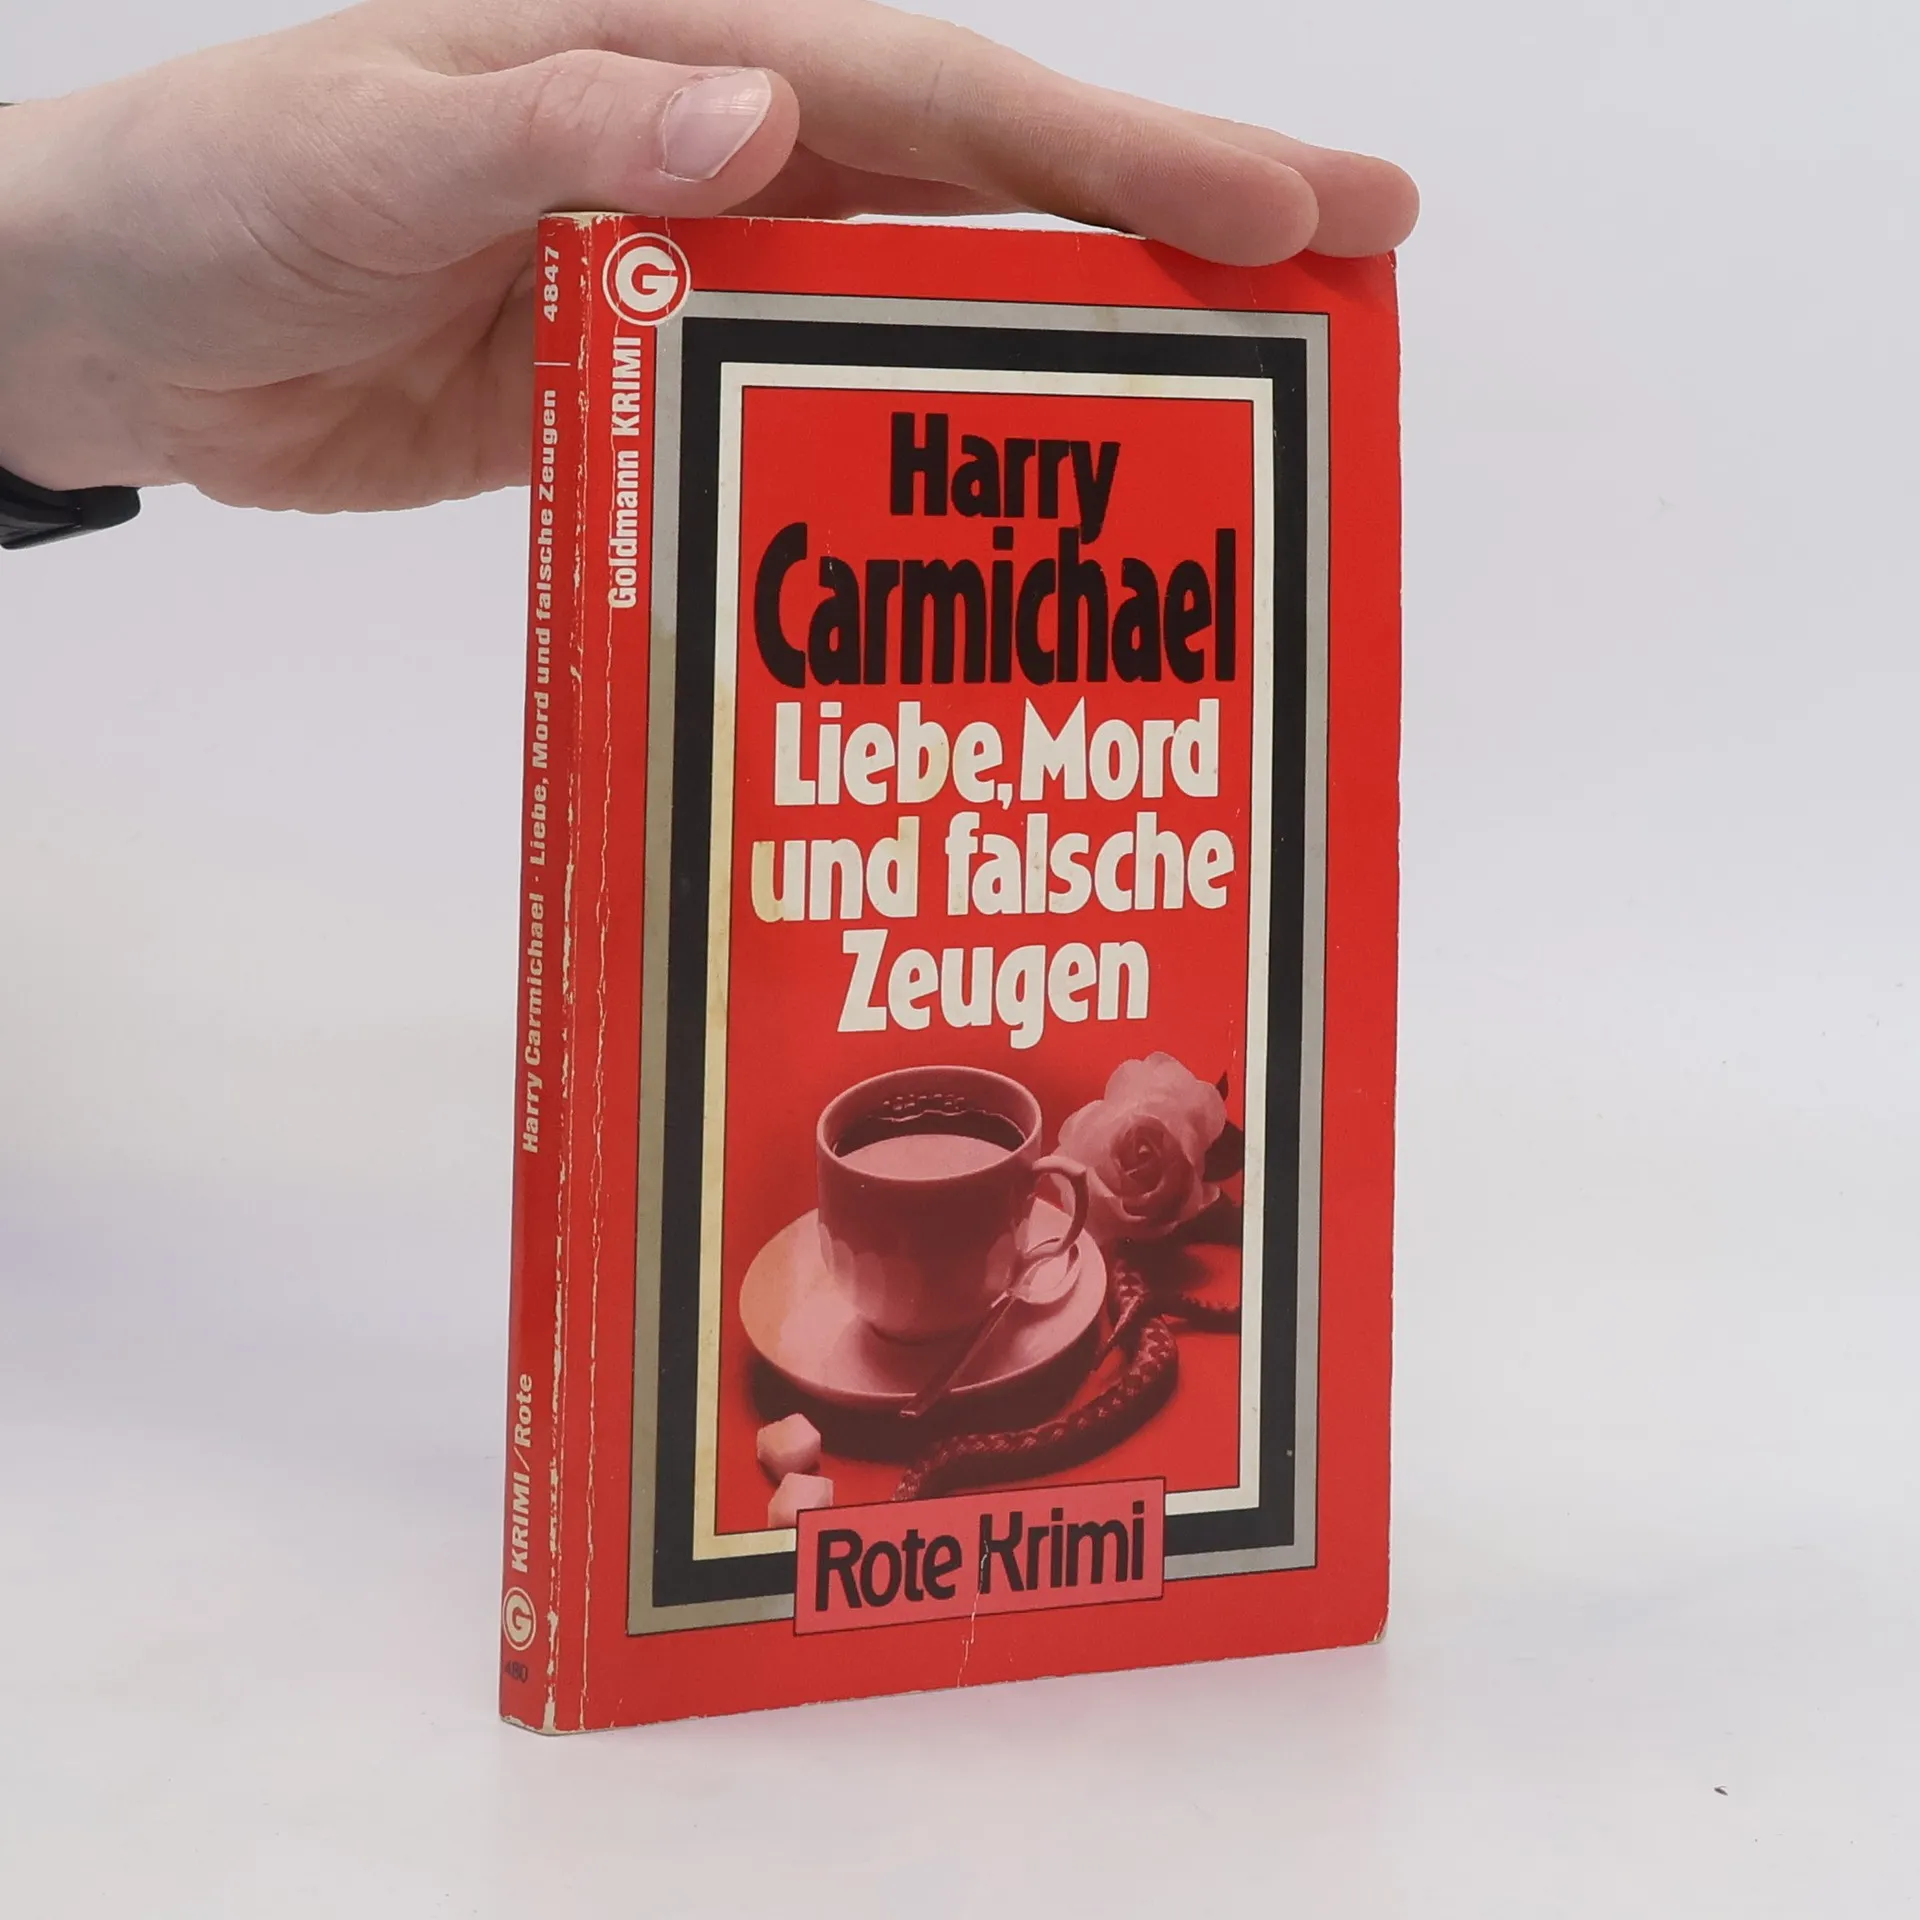 4847
Harry Carmichael · Liebe, Mord und falsche Zeugen
KRIMI/Rote
G
G
Goldmann KRIMI
Harry
Carmichael
Liebe, Mord
und falsche
Zeugen
Rote Krimi